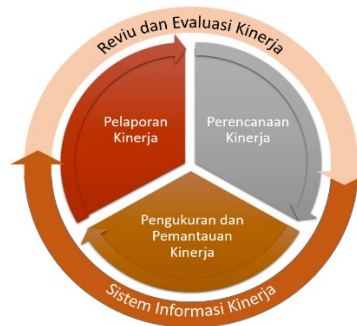 Reviu dan Evaluasi Kinerja
Pelaporan
Kinerja
Perencanaan
Kinerja
Pengukuran dan
Pemantauan
Kinerja
Sistem Informasi Kinerja